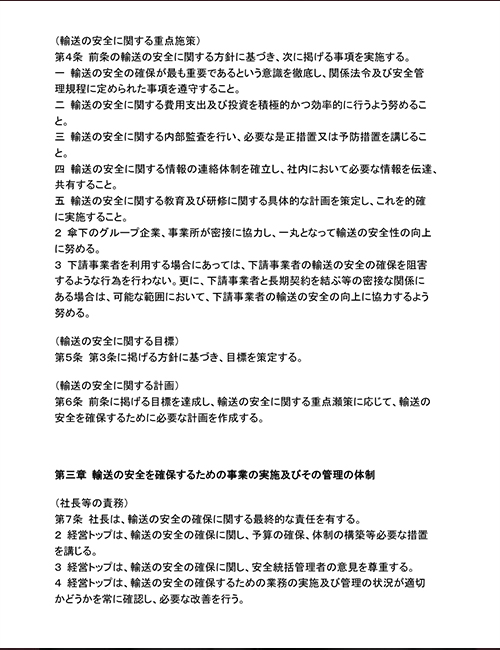 （輸送の安全に関する重点施策）
第４条 前条の輸送の安全に関する方針に基づき、次に掲げる事項を実施する。
一 輸送の安全の確保が最も重要であるという意識を徹底し、関係法令及び安全管
理規程に定められた事項を遵守すること。
二 輸送の安全に関する費用支出及び投資を積極的かつ効率的に行うよう努めるこ
と。
三 輸送の安全に関する内部監査を行い、必要な是正措置又は予防措置を講じるこ
と。
四 輸送の安全に関する情報の連絡体制を確立し、社内において必要な情報を伝達、
共有すること。
五 輸送の安全に関する教育及び研修に関する具体的な計画を策定し、これを的確
に実施すること。
２ 傘下のグループ企業、事業所が密接に協力し、一丸となって輸送の安全性の向上
に努める。
３ 下請事業者を利用する場合にあっては、下請事業者の輸送の安全の確保を阻害
するような行為を行わない。更に、下請事業者と長期契約を結ぶ等の密接な関係に
ある場合は、可能な範囲において、下請事業者の輸送の安全の向上に協力するよう
努める。
（輸送の安全に関する目標）
第５条 第３条に掲げる方針に基づき、目標を策定する。
（輸送の安全に関する計画）
第６条 前条に掲げる目標を達成し、輸送の安全に関する重点瀬策に応じて、輸送の
安全を確保するために必要な計画を作成する。
第三章 輸送の安全を確保するための事業の実施及びその管理の体制
（社長等の責務）
第７条 社長は、輸送の安全の確保に関する最終的な責任を有する。
２ 経営トップは、輸送の安全の確保に関し、予算の確保、体制の構築等必要な措置
を講じる。
３ 経営トップは、輸送の安全の確保に関し、安全統括管理者の意見を尊重する。
４ 経営トップは、輸送の安全の確保するための業務の実施及び管理の状況が適切
かどうかを常に確認し、必要な改善を行う。